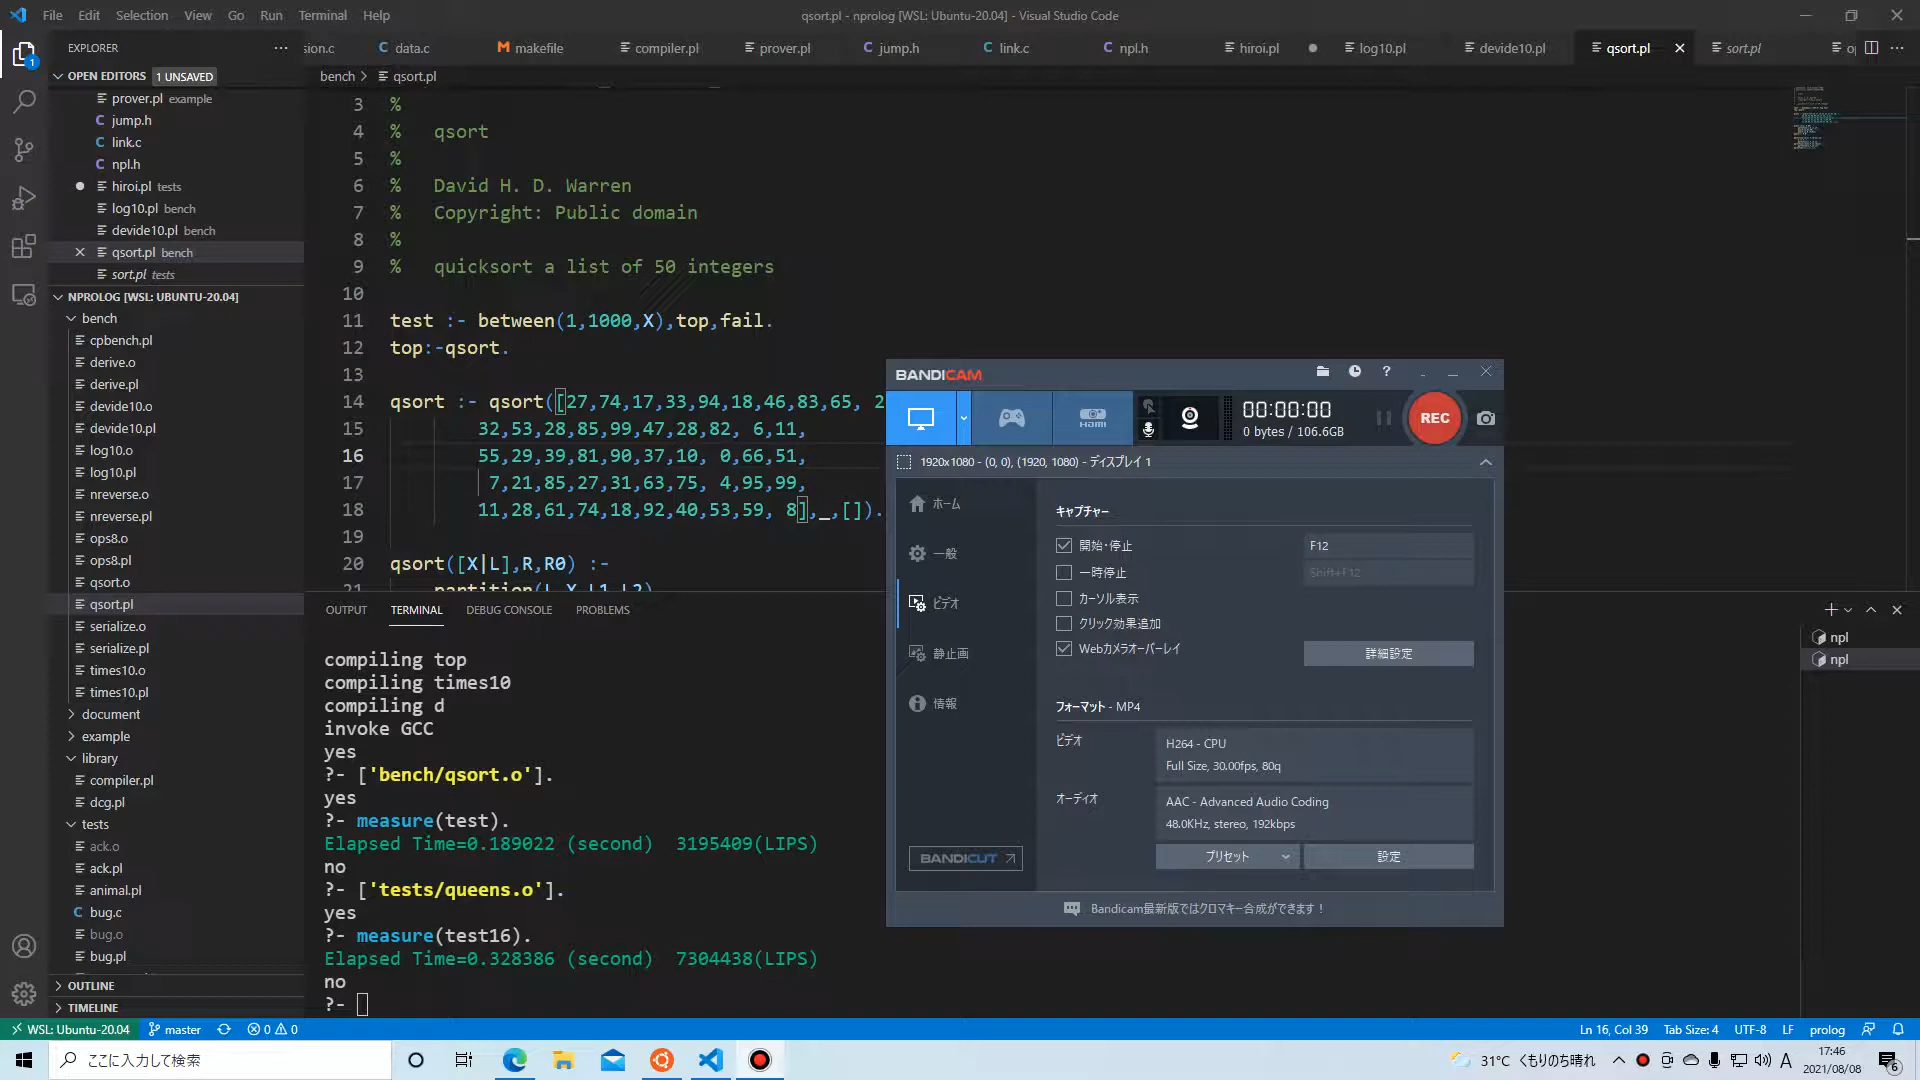 File Edit Selection View Go Run Terminal Help
qsort.pl - nprolog [WSL: Ubuntu-20.04] - Visual Studio Code
EXPLORER
sion.c data.c makefile compiler.pl prover.pl jump.h link.c npl.h hiroi.pl log10.pl devide10.pl qsort.pl sort.pl
OPEN EDITORS 1 UNSAVED
prover.pl example
jump.h
link.c
npl.h
hiroi.pl tests
log10.pl bench
devide10.pl bench
qsort.pl bench
sort.pl tests
NPROLOG [WSL: UBUNTU-20.04]
bench
cpbench.pl
derive.o
derive.pl
devide10.o
devide10.pl
log10.o
log10.pl
nreverse.o
nreverse.pl
ops8.o
ops8.pl
qsort.o
qsort.pl
serialize.o
serialize.pl
times10.o
times10.pl
document
example
library
compiler.pl
dcg.pl
tests
ack.o
ack.pl
animal.pl
bug.c
bug.o
bug.pl
OUTLINE
TIMELINE
bench > qsort.pl
3 %
4 % qsort
5 %
6 % David H. D. Warren
7 % Copyright: Public domain
8 %
9 % quicksort a list of 50 integers
10
11 test :- between(1,1000,X),top,fail.
12 top:-qsort.
13
14 qsort :- qsort([27,74,17,33,94,18,46,83,65, 2
15 32,53,28,85,99,47,28,82, 6,11,
16 55,29,39,81,90,37,10, 0,66,51,
17 7,21,85,27,31,63,75, 4,95,99,
18 11,28,61,74,18,92,40,53,59, 8],_,[]).
19
20 qsort([X|L],R,R0) :-
21 partition(L,X,L1,L2)
OUTPUT TERMINAL DEBUG CONSOLE PROBLEMS
compiling top
compiling times10
compiling d
invoke GCC
yes
?- ['bench/qsort.o'].
yes
?- measure(test).
Elapsed Time=0.189022 (second) 3195409(LIPS)
no
?- ['tests/queens.o'].
yes
?- measure(test16).
Elapsed Time=0.328386 (second) 7304438(LIPS)
no
?-
npl
npl
BANDICAM
HDMI
00:00:00
0 bytes / 106.6GB
REC
1920x1080 - (0, 0), (1920, 1080) - ディスプレイ 1
ホーム
一般
ビデオ
静止画
情報
BANDICUT
キャプチャー
開始・停止 F12
一時停止 Shift+F12
カーソル表示
クリック効果追加
Webカメラオーバーレイ 詳細設定
フォーマット - MP4
ビデオ
H264 - CPU
Full Size, 30.00fps, 80q
オーディオ
AAC - Advanced Audio Coding
48.0KHz, stereo, 192kbps
プリセット 設定
Bandicam最新版ではクロマキー合成ができます！
WSL: Ubuntu-20.04 master 0 0
Ln 16, Col 39 Tab Size: 4 UTF-8 LF prolog
ここに入力して検索
31°C くもりのち晴れ
A
17:46
2021/08/08
6